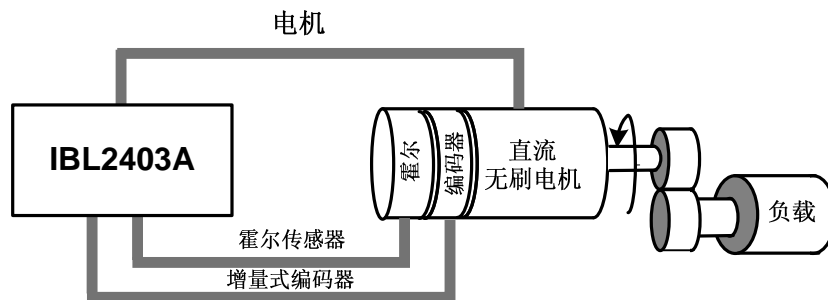 电机
IBL2403A
霍尔
编码器
直流
无刷电机
负载
霍尔传感器
增量式编码器